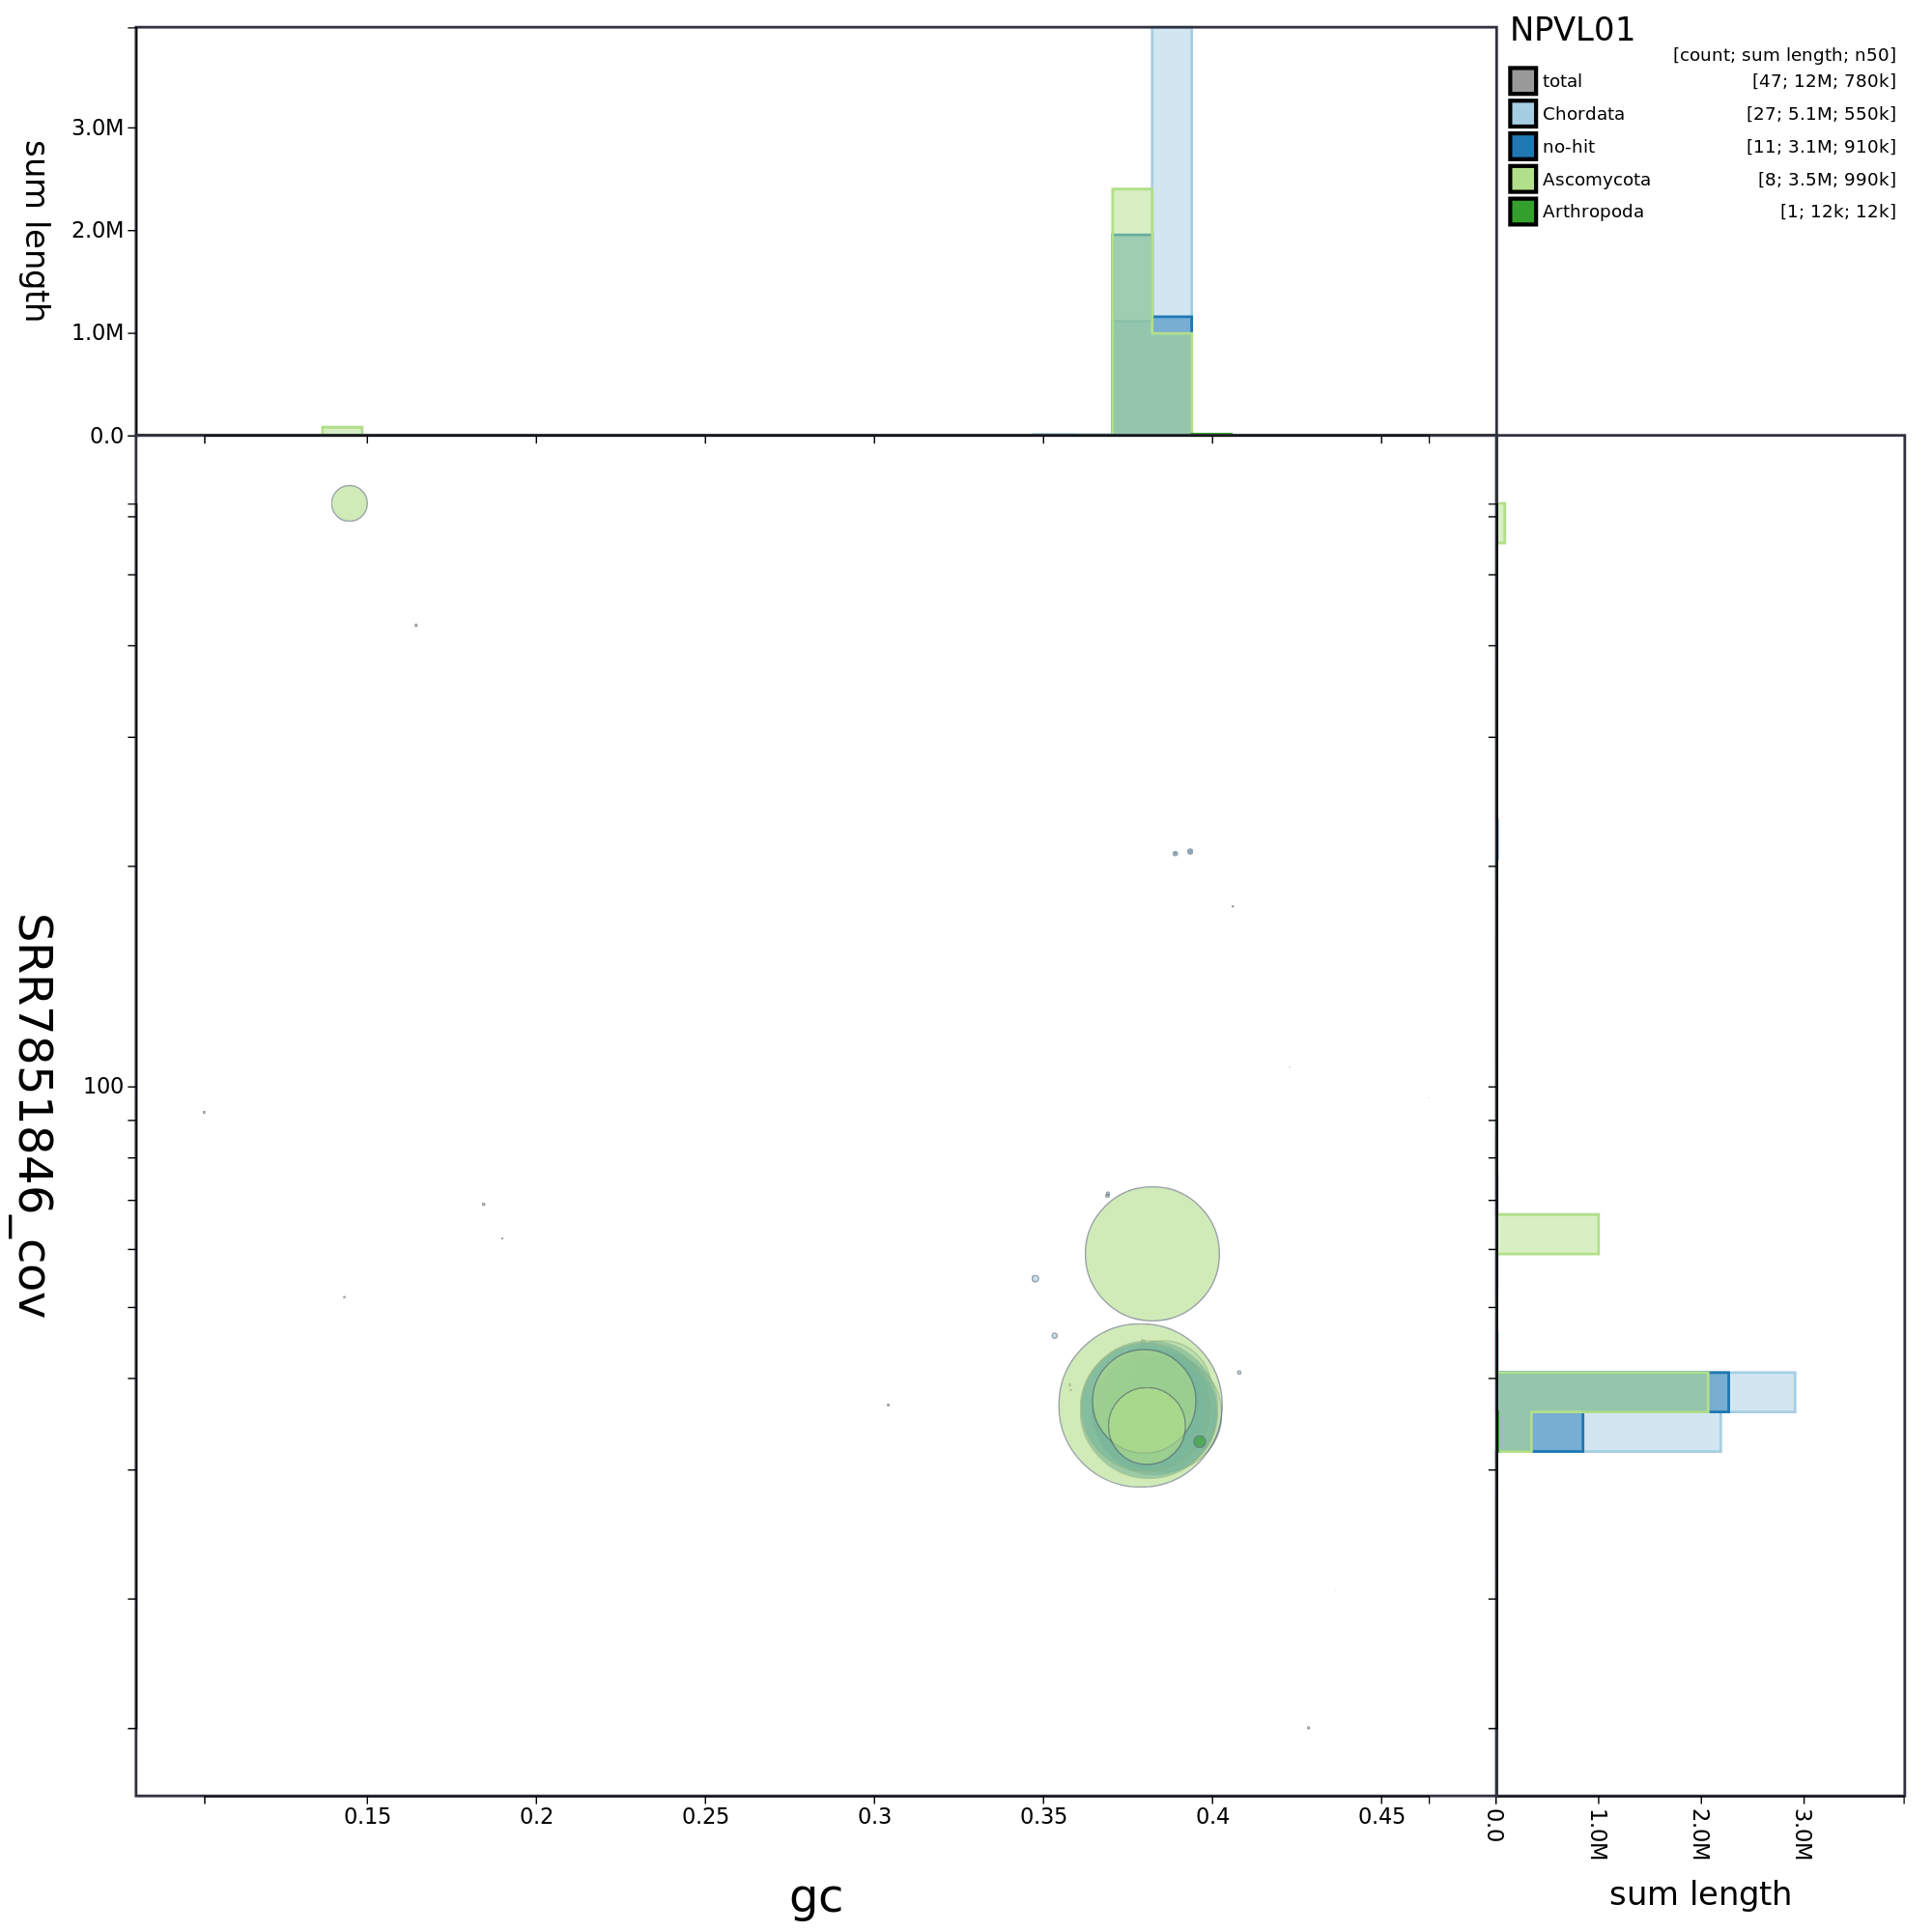 NPVL01
[count; sum length; n50]
total [47; 12M; 780k]
Chordata [27; 5.1M; 550k]
no-hit [11; 3.1M; 910k]
Ascomycota [8; 3.5M; 990k]
Arthropoda [1; 12k; 12k]
sum length
3.0M
2.0M
1.0M
0.0
SRR7851846_cov
100
0.15 0.2 0.25 0.3 0.35 0.4 0.45
gc
0.0 1.0M 2.0M 3.0M
sum length